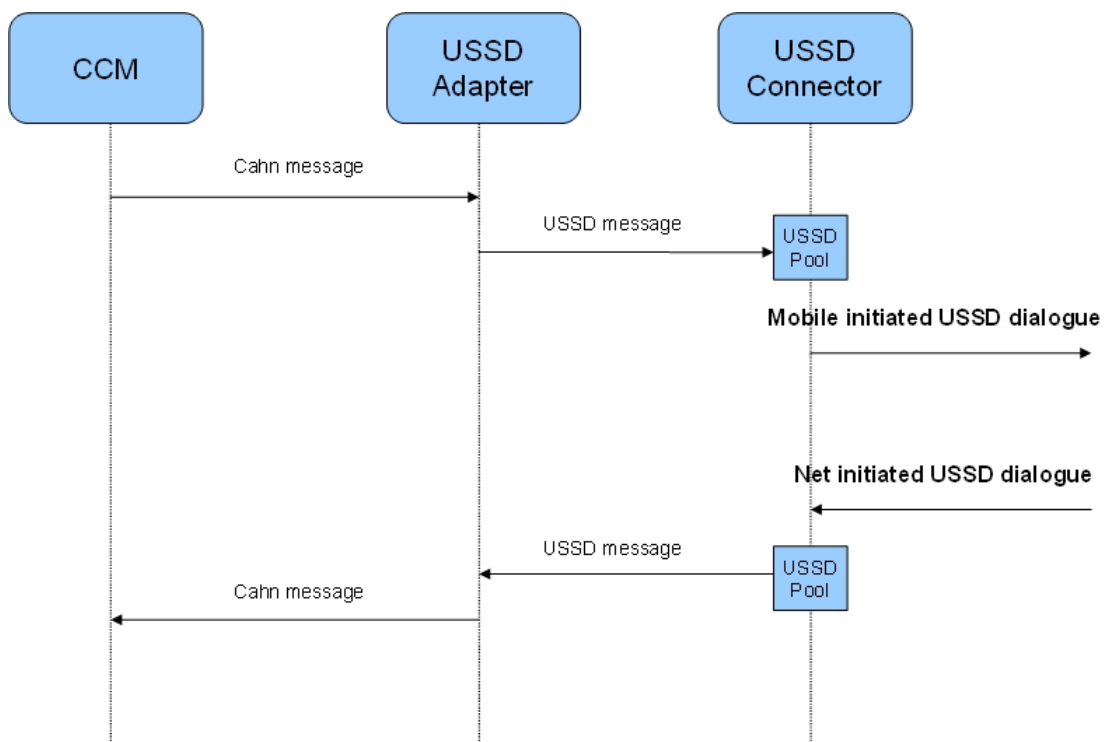 CCM
USSD
Adapter
USSD
Connector
Cahn message
USSD message
USSD
Pool
Mobile initiated USSD dialogue
Net initiated USSD dialogue
USSD message
USSD
Pool
Cahn message